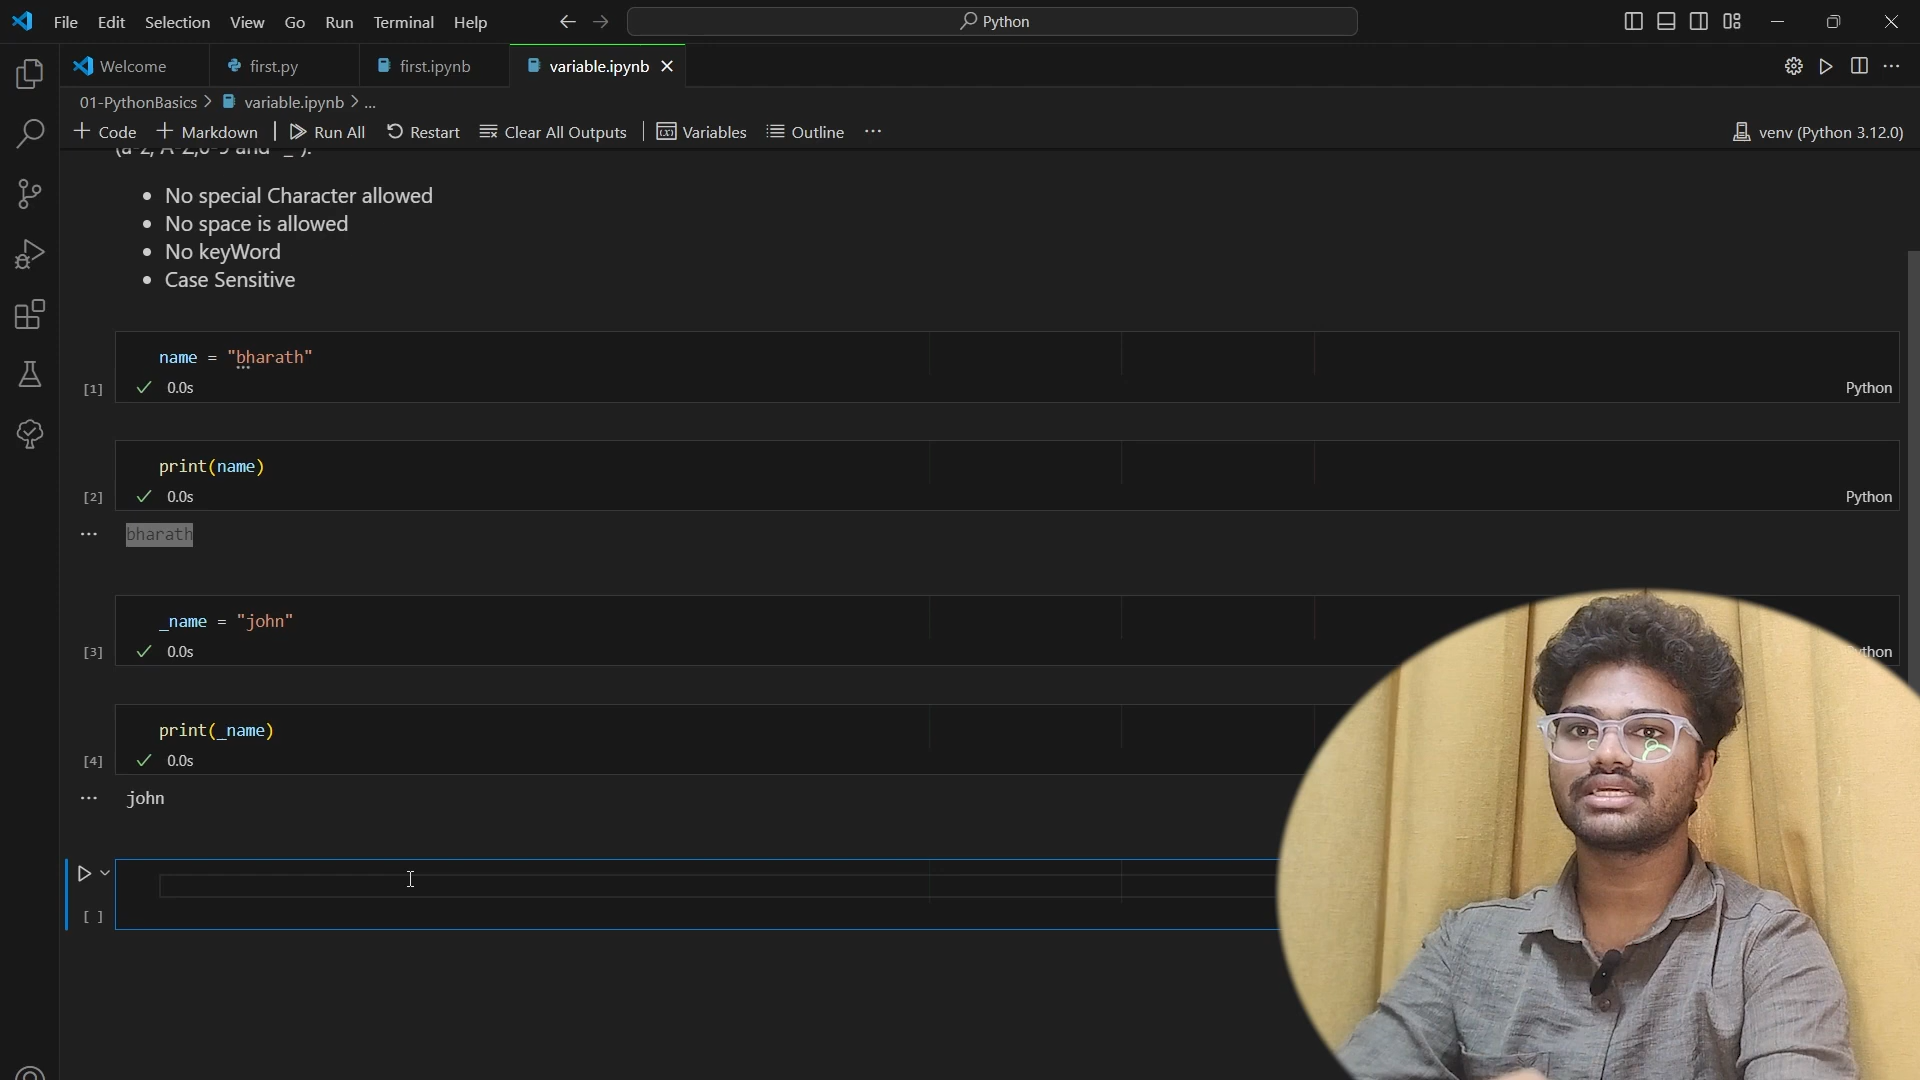 File Edit Selection View Go Run Terminal Help
Python
Welcome
first.py
first.ipynb
variable.ipynb
01-PythonBasics > variable.ipynb > ...
Code Markdown Run All Restart Clear All Outputs Variables Outline ...
venv (Python 3.12.0)
(a-z, A-Z,0-9 and _ ).
• No special Character allowed
• No space is allowed
• No keyWord
• Case Sensitive
name = "bharath"
[1] 0.0s
Python
print(name)
[2] 0.0s
Python
bharath
_name = "john"
[3] 0.0s
print(_name)
[4] 0.0s
john
[ ]